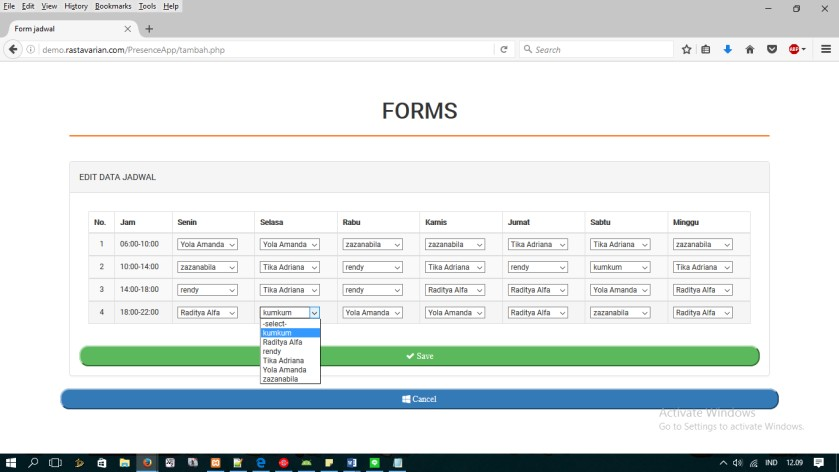 File Edit View History Bookmarks Tools Help
Form jadwal
demo.rastavarian.com/PresenceApp/tambah.php
Search
ABP
FORMS
EDIT DATA JADWAL
No. Jam Senin Selasa Rabu Kamis Jumat Sabtu Minggu
1 06:00-10:00 Yola Amanda Yola Amanda zazanabila zazanabila Tika Adriana Tika Adriana zazanabila
2 10:00-14:00 zazanabila Tika Adriana rendy Tika Adriana rendy kumkum Tika Adriana
3 14:00-18:00 rendy Tika Adriana rendy Raditya Alfa Raditya Alfa Yola Amanda Raditya Alfa
4 18:00-22:00 Raditya Alfa kumkum Yola Amanda Yola Amanda Raditya Alfa zazanabila Raditya Alfa
-select-
kumkum
Raditya Alfa
rendy
Tika Adriana
Yola Amanda
zazanabila
Save
Cancel
Activate Windows
Go to Settings to activate Windows.
IND 12.09